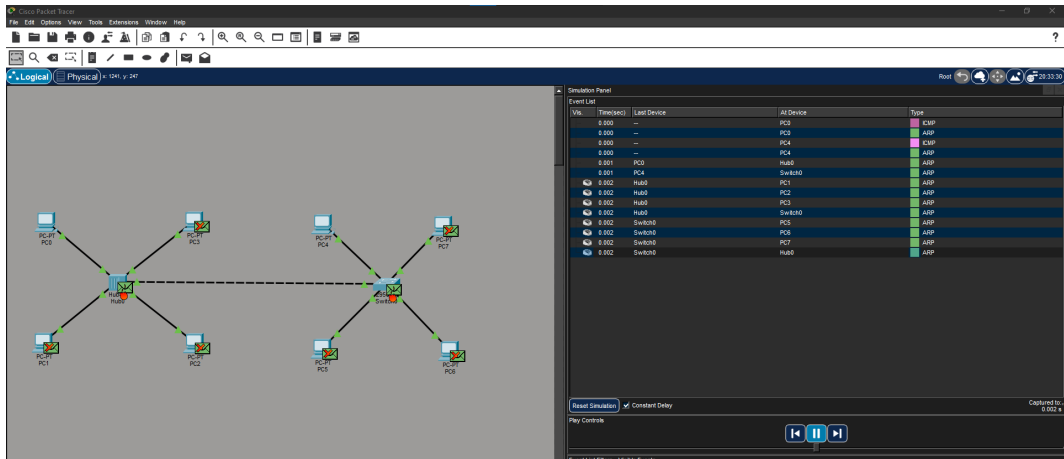 Cisco Packet Tracer
File Edit Options View Tools Extensions Window Help
?
Logical Physical x: 1241, y: 247 Root 20:33:30
Simulation Panel
Event List
Vis. Time(sec) Last Device At Device Type
0.000 -- PC0 ICMP
0.000 -- PC0 ARP
0.000 -- PC4 ICMP
0.000 -- PC4 ARP
0.001 PC0 Hub0 ARP
0.001 PC4 Switch0 ARP
0.002 Hub0 PC1 ARP
0.002 Hub0 PC2 ARP
0.002 Hub0 PC3 ARP
0.002 Hub0 Switch0 ARP
0.002 Switch0 PC5 ARP
0.002 Switch0 PC6 ARP
0.002 Switch0 PC7 ARP
0.002 Switch0 Hub0 ARP
PC-PT
PC0
PC-PT
PC3
PC-PT
PC4
PC-PT
PC7
Hub0
PC-PT
PC1
PC-PT
PC2
PC-PT
PC5
PC-PT
PC6
Reset Simulation Constant Delay Captured to:
0.002 s
Play Controls